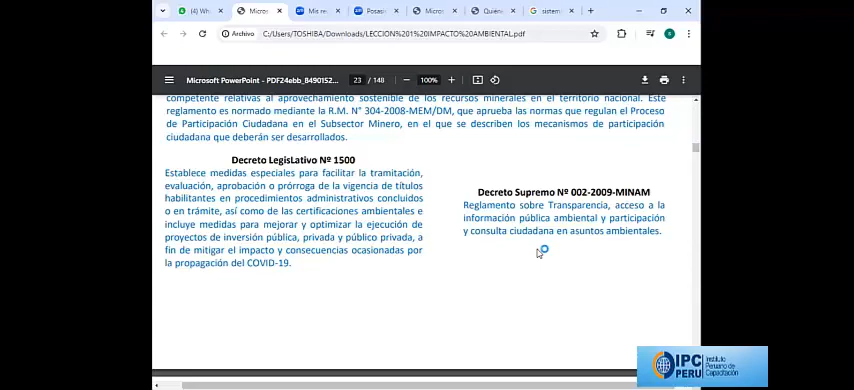 (4) Wh
Micros
Mis re
Posas
Micros
Quién
sistem
Archivo C:/Users/TOSHIBA/Downloads/LECCION%201%20IMPACTO%20AMBIENTAL.pdf
Microsoft PowerPoint - PDF24ebb_B490152... 23 / 148 100%
competente relativas al aprovechamiento sostenible de los recursos minerales en el territorio nacional. Este
reglamento es normado mediante la R.M. N° 304-2008-MEM/DM, que aprueba las normas que regulan el Proceso
de Participación Ciudadana en el Subsector Minero, en el que se describen los mecanismos de participación
ciudadana que deberán ser desarrollados.
Decreto Legislativo Nº 1500
Establece medidas especiales para facilitar la tramitación,
evaluación, aprobación o prórroga de la vigencia de títulos
habilitantes en procedimientos administrativos concluidos
o en trámite, así como de las certificaciones ambientales e
incluye medidas para mejorar y optimizar la ejecución de
proyectos de inversión pública, privada y público privada, a
fin de mitigar el impacto y consecuencias ocasionadas por
la propagación del COVID-19.
Decreto Supremo Nº 002-2009-MINAM
Reglamento sobre Transparencia, acceso a la
información pública ambiental y participación
y consulta ciudadana en asuntos ambientales.
IPC PERU
Instituto
Peruano de
Capacitación